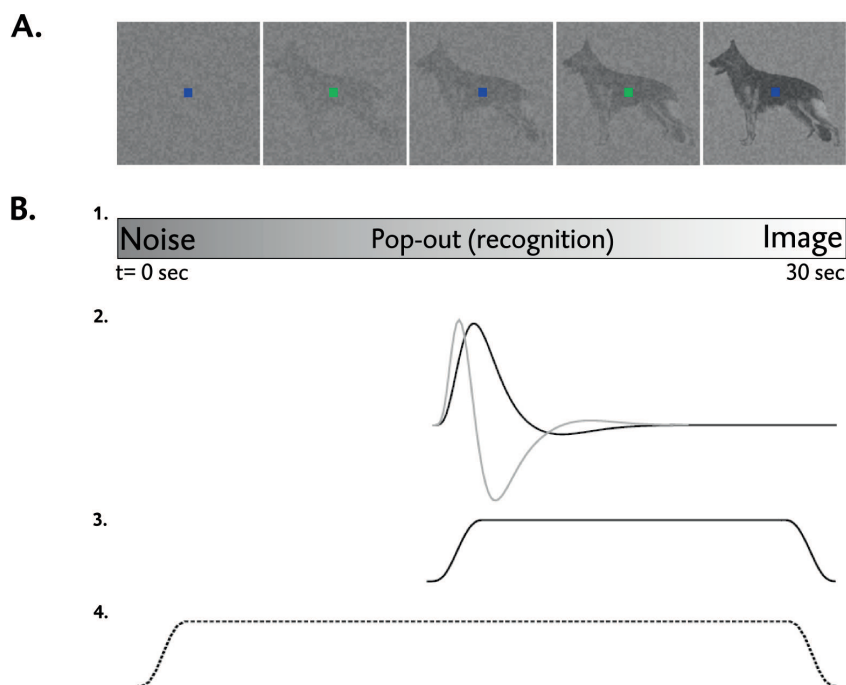 A.
B.
1.
Noise Pop-out (recognition) Image
t= 0 sec 30 sec
2.
3.
4.